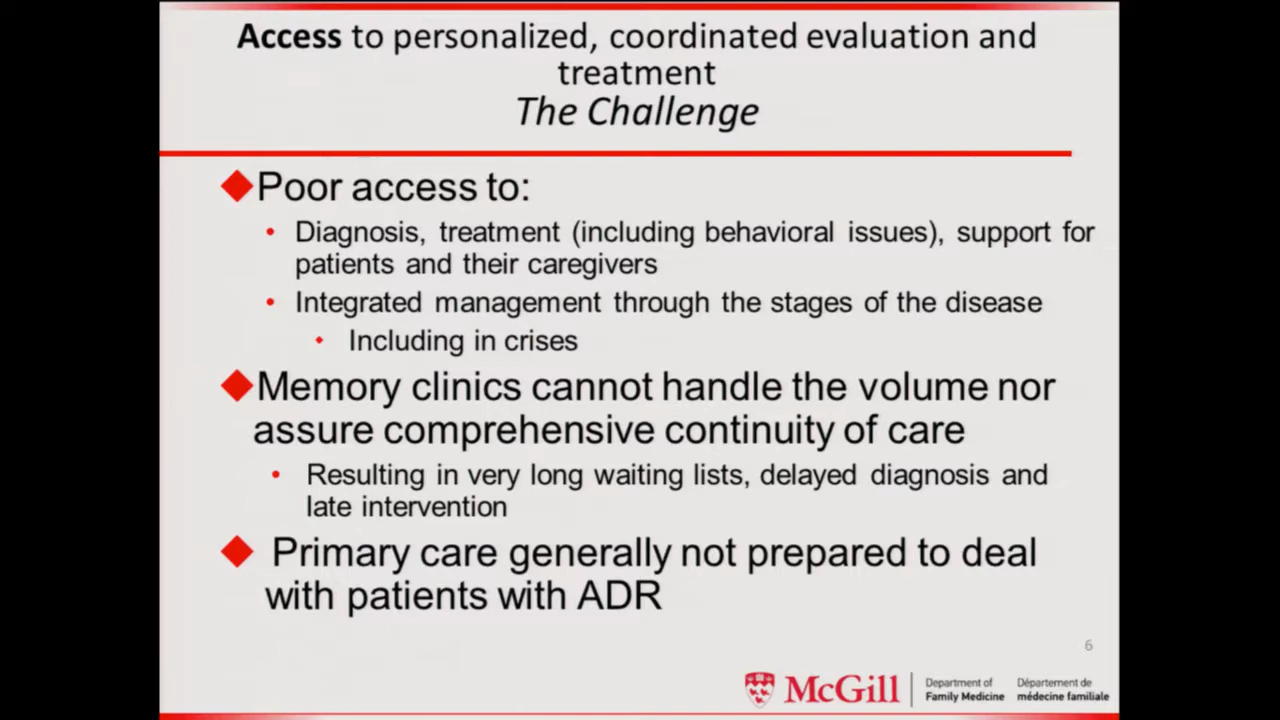 Access to personalized, coordinated evaluation and
treatment
The Challenge
Poor access to:
• Diagnosis, treatment (including behavioral issues), support for
patients and their caregivers
• Integrated management through the stages of the disease
Including in crises
Memory clinics cannot handle the volume nor
assure comprehensive continuity of care
• Resulting in very long waiting lists, delayed diagnosis and
late intervention
Primary care generally not prepared to deal
with patients with ADR
6
McGill
Department of
Family Medicine
Département de
médecine familiale